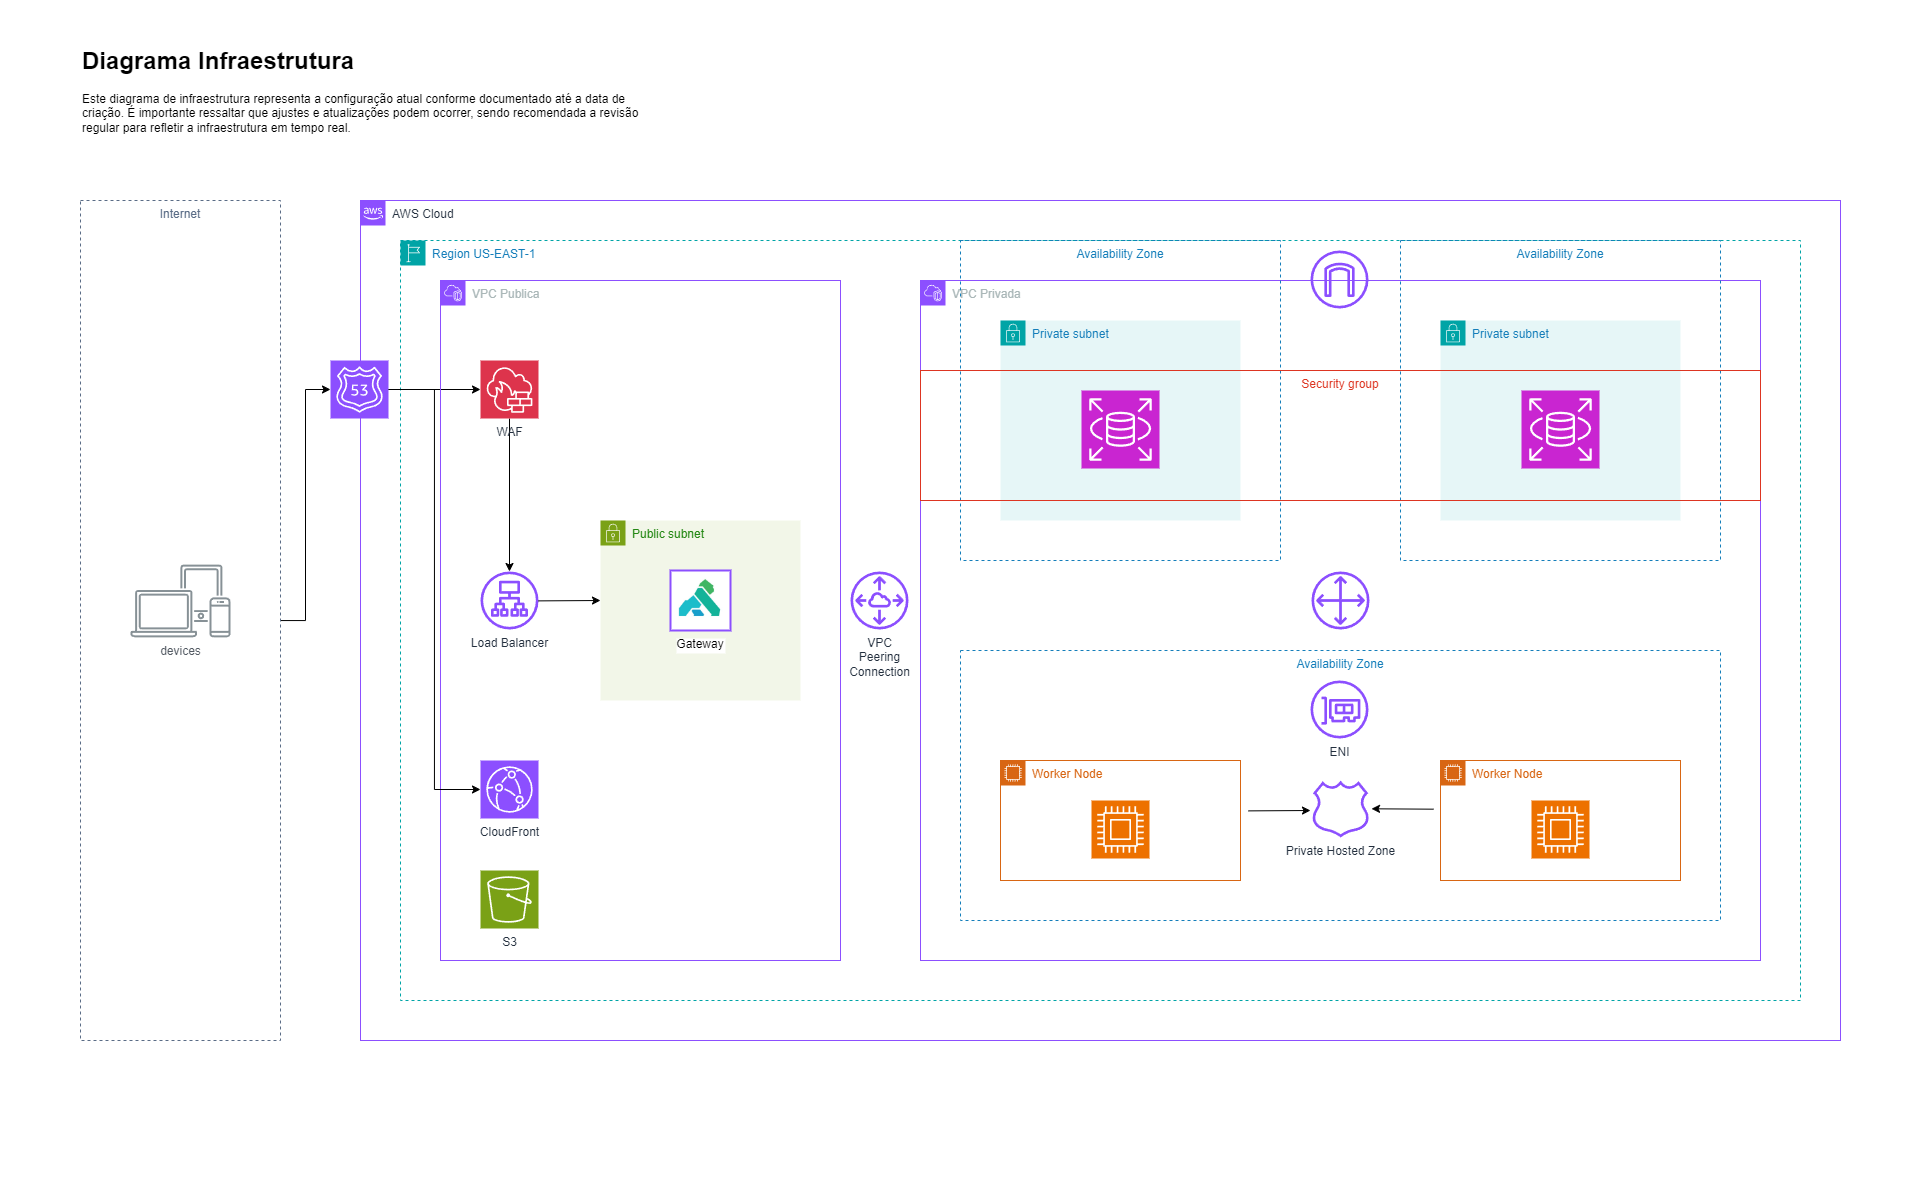 Diagrama Infraestrutura
Este diagrama de infraestrutura representa a configuração atual conforme documentado até a data de
criação. É importante ressaltar que ajustes e atualizações podem ocorrer, sendo recomendada a revisão
regular para refletir a infraestrutura em tempo real.
Internet
devices
aws
AWS Cloud
Region US-EAST-1
VPC Publica
53
WAF
Load Balancer
Public subnet
Gateway
CloudFront
S3
VPC
Peering
Connection
Availability Zone
Availability Zone
VPC Privada
Private subnet
Private subnet
Security group
Availability Zone
ENI
Worker Node
Worker Node
Private Hosted Zone